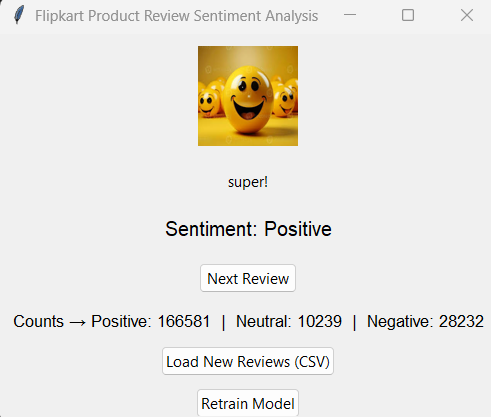 Flipkart Product Review Sentiment Analysis
super!
Sentiment: Positive
Next Review
Counts → Positive: 166581 | Neutral: 10239 | Negative: 28232
Load New Reviews (CSV)
Retrain Model